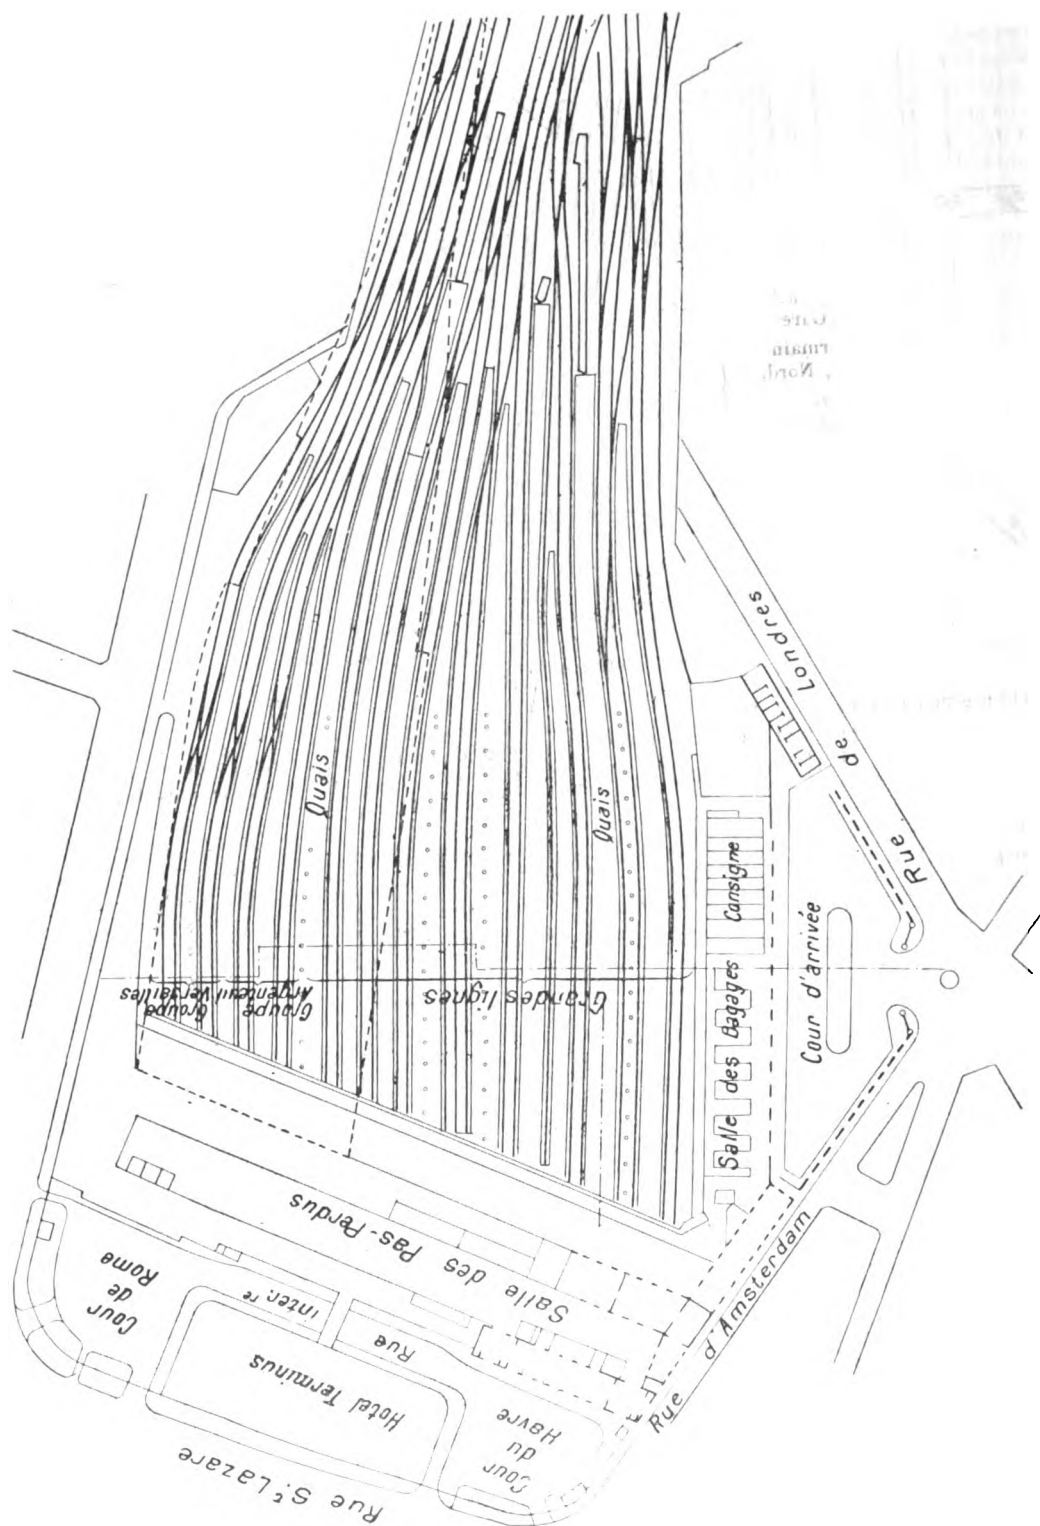 Rue de Londres
Quais
Quais
Consigne
Salle des Bagages
Cour d'arrivée
Groupe Versailles
Groupe Argenteuil
Grandes lignes
Salle des Pas-Perdus
Cour de Rome
Rue inter.re
Hotel Terminus
Cour du Havre
Rue d'Amsterdam
Rue St. Lazare